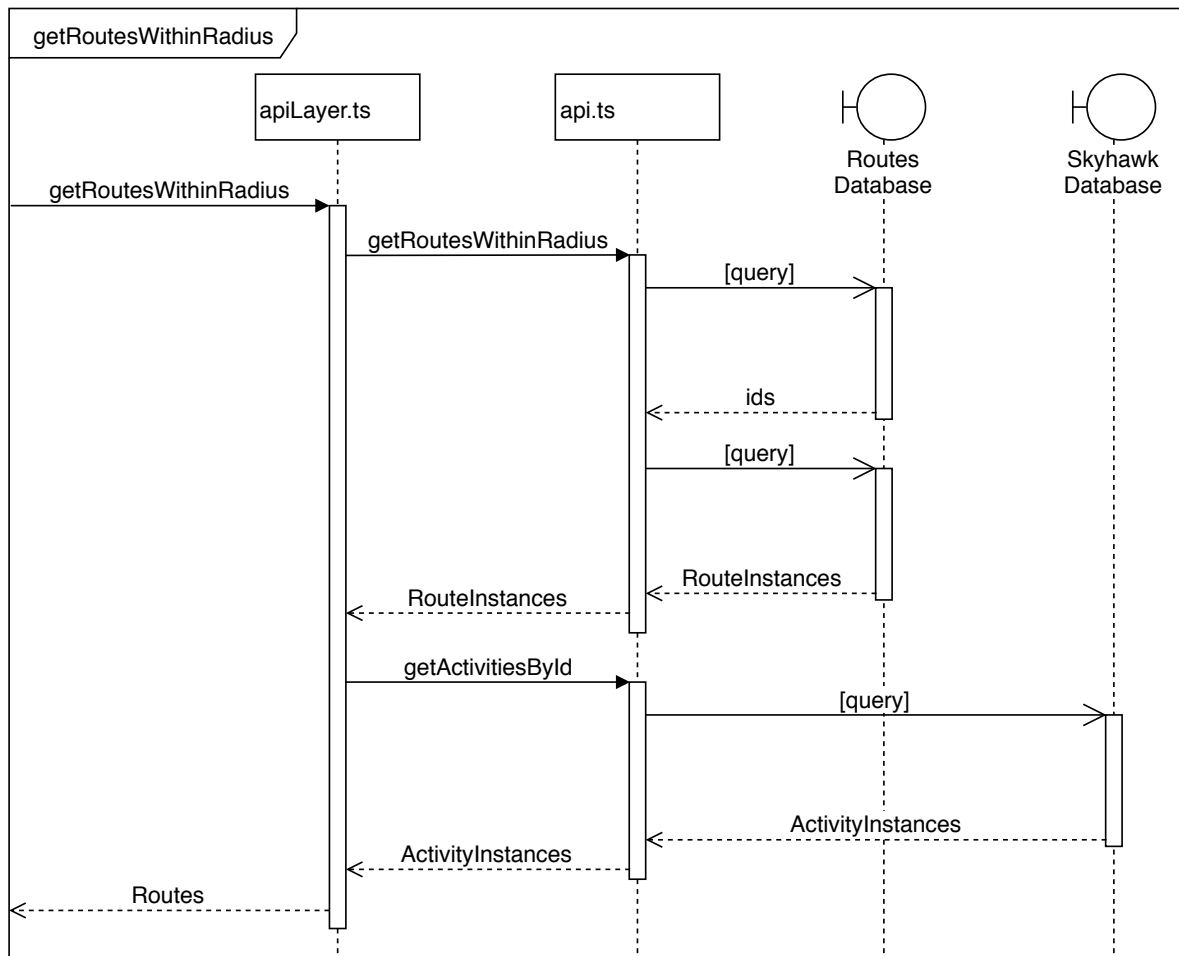 getRoutesWithinRadius
apiLayer.ts
api.ts
Routes
Database
Skyhawk
Database
getRoutesWithinRadius
getRoutesWithinRadius
[query]
ids
[query]
RouteInstances
RouteInstances
getActivitiesById
[query]
ActivityInstances
ActivityInstances
Routes